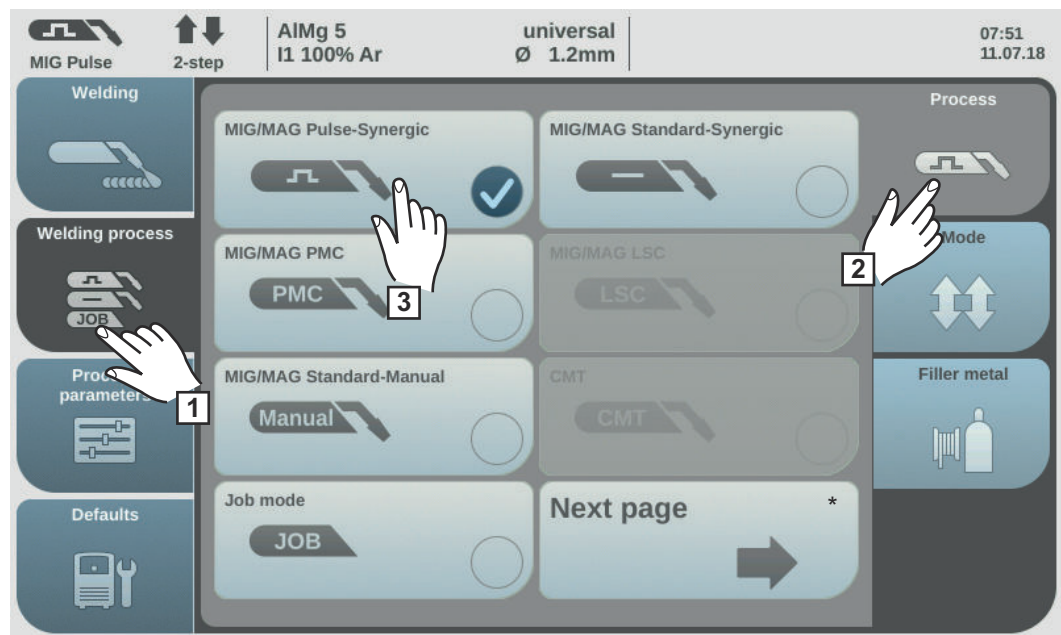 MIG Pulse
2-step
AlMg 5
I1 100% Ar
universal
Ø 1.2mm
07:51
11.07.18
Welding
Welding process
JOB
1
parameters
Defaults
MIG/MAG Pulse-Synergic
MIG/MAG Standard-Synergic
MIG/MAG PMC
PMC
3
MIG/MAG LSC
LSC
MIG/MAG Standard-Manual
Manual
CMT
CMT
Job mode
JOB
Next page *
Process
2
Mode
Filler metal